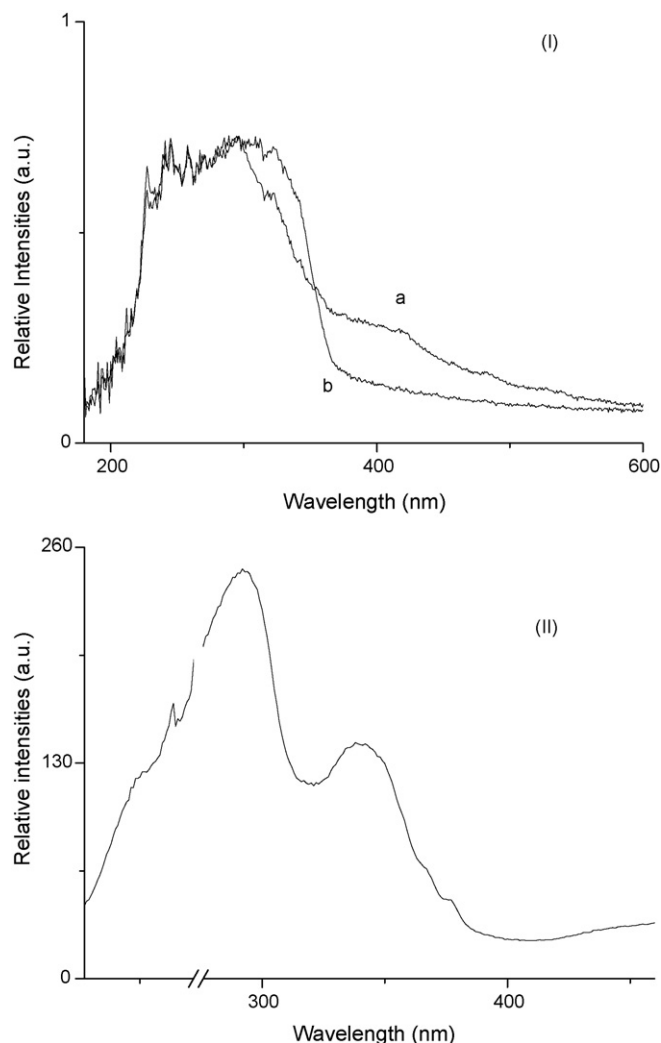 1
(I)
Relative Intensities (a.u.)
a
b
0
200
400
600
Wavelength (nm)
260
(II)
Relative intensities (a.u.)
130
0
300
400
Wavelength (nm)